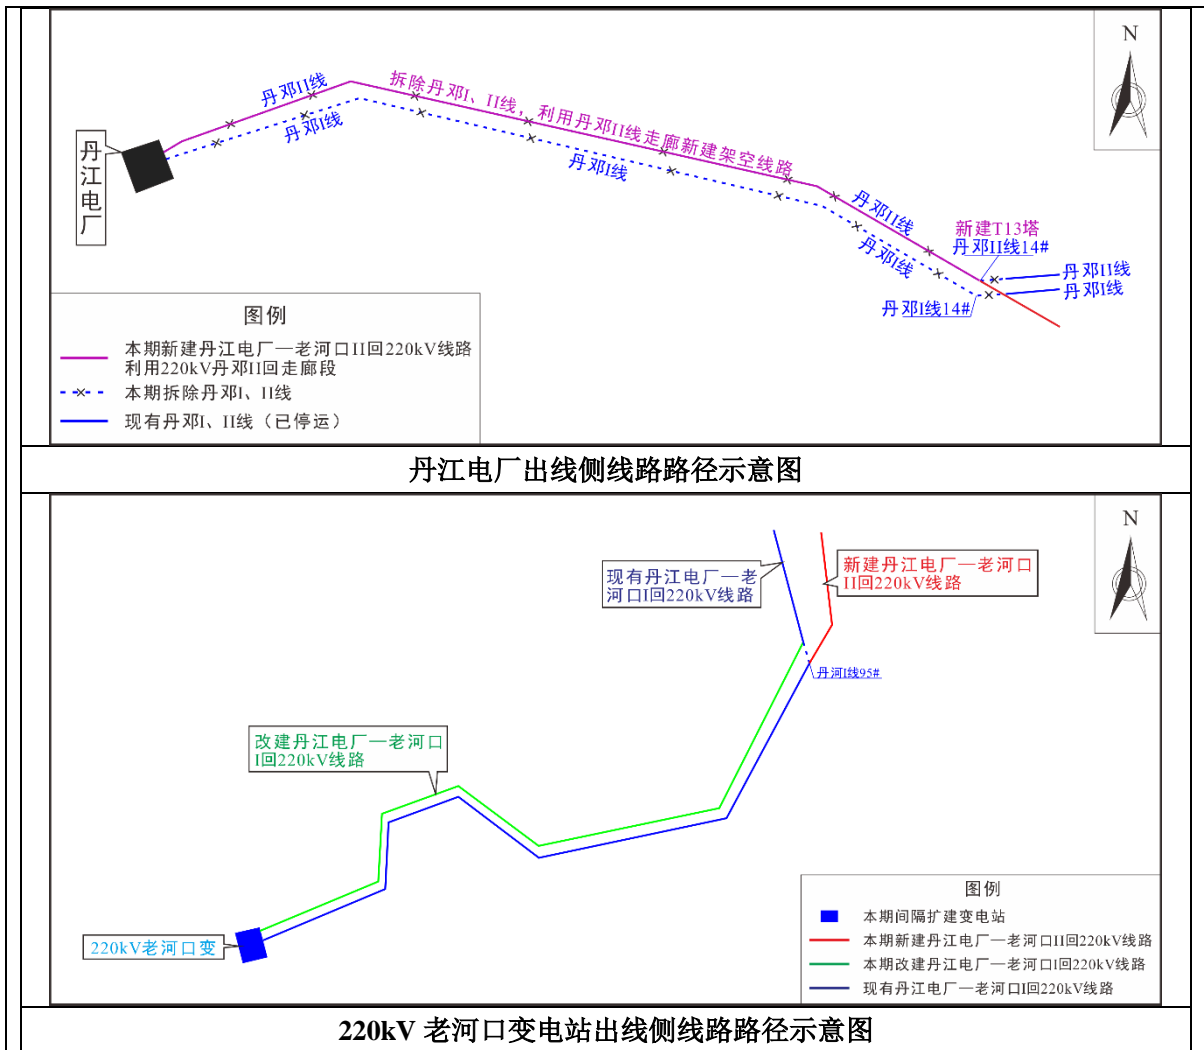 N
丹邓II线
拆除丹邓I、II线，利用丹邓II线走廊新建架空线路
丹邓I线
丹江电厂
丹邓I线
丹邓II线
丹邓I线
新建T13塔
丹邓II线14#
丹邓II线
丹邓I线
丹邓I线14#
图例
本期新建丹江电厂—老河口II回220kV线路
利用220kV丹邓II回走廊段
本期拆除丹邓I、II线
现有丹邓I、II线（已停运）
丹江电厂出线侧线路路径示意图
N
现有丹江电厂—老
河口I回220kV线路
新建丹江电厂—老河口
II回220kV线路
丹河I线95#
改建丹江电厂—老河口
I回220kV线路
220kV老河口变
图例
本期间隔扩建变电站
本期新建丹江电厂—老河口II回220kV线路
本期改建丹江电厂—老河口I回220kV线路
现有丹江电厂—老河口I回220kV线路
220kV 老河口变电站出线侧线路路径示意图